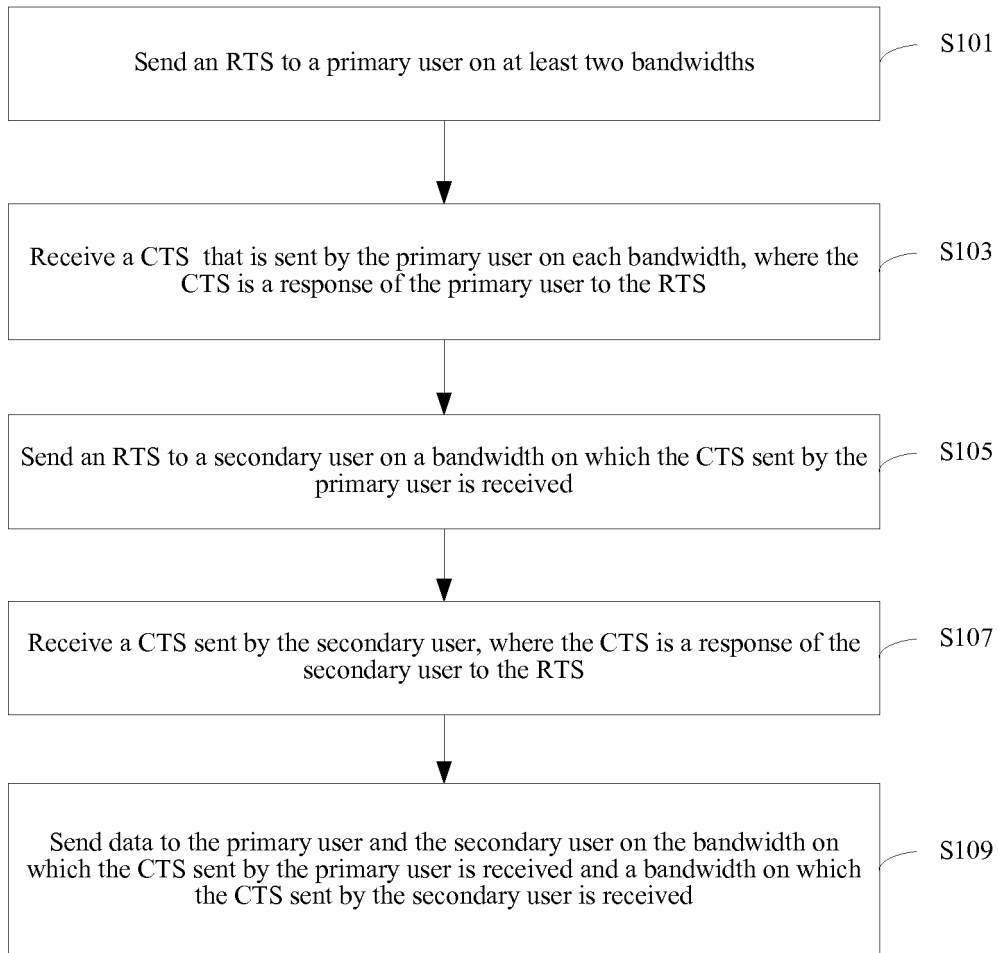 Send an RTS to a primary user on at least two bandwidths
S101
Receive a CTS  that is sent by the primary user on each bandwidth, where the
CTS is a response of the primary user to the RTS
S103
Send an RTS to a secondary user on a bandwidth on which the CTS sent by the
primary user is received
S105
Receive a CTS sent by the secondary user, where the CTS is a response of the
secondary user to the RTS
S107
Send data to the primary user and the secondary user on the bandwidth on
which the CTS sent by the primary user is received and a bandwidth on which
the CTS sent by the secondary user is received
S109